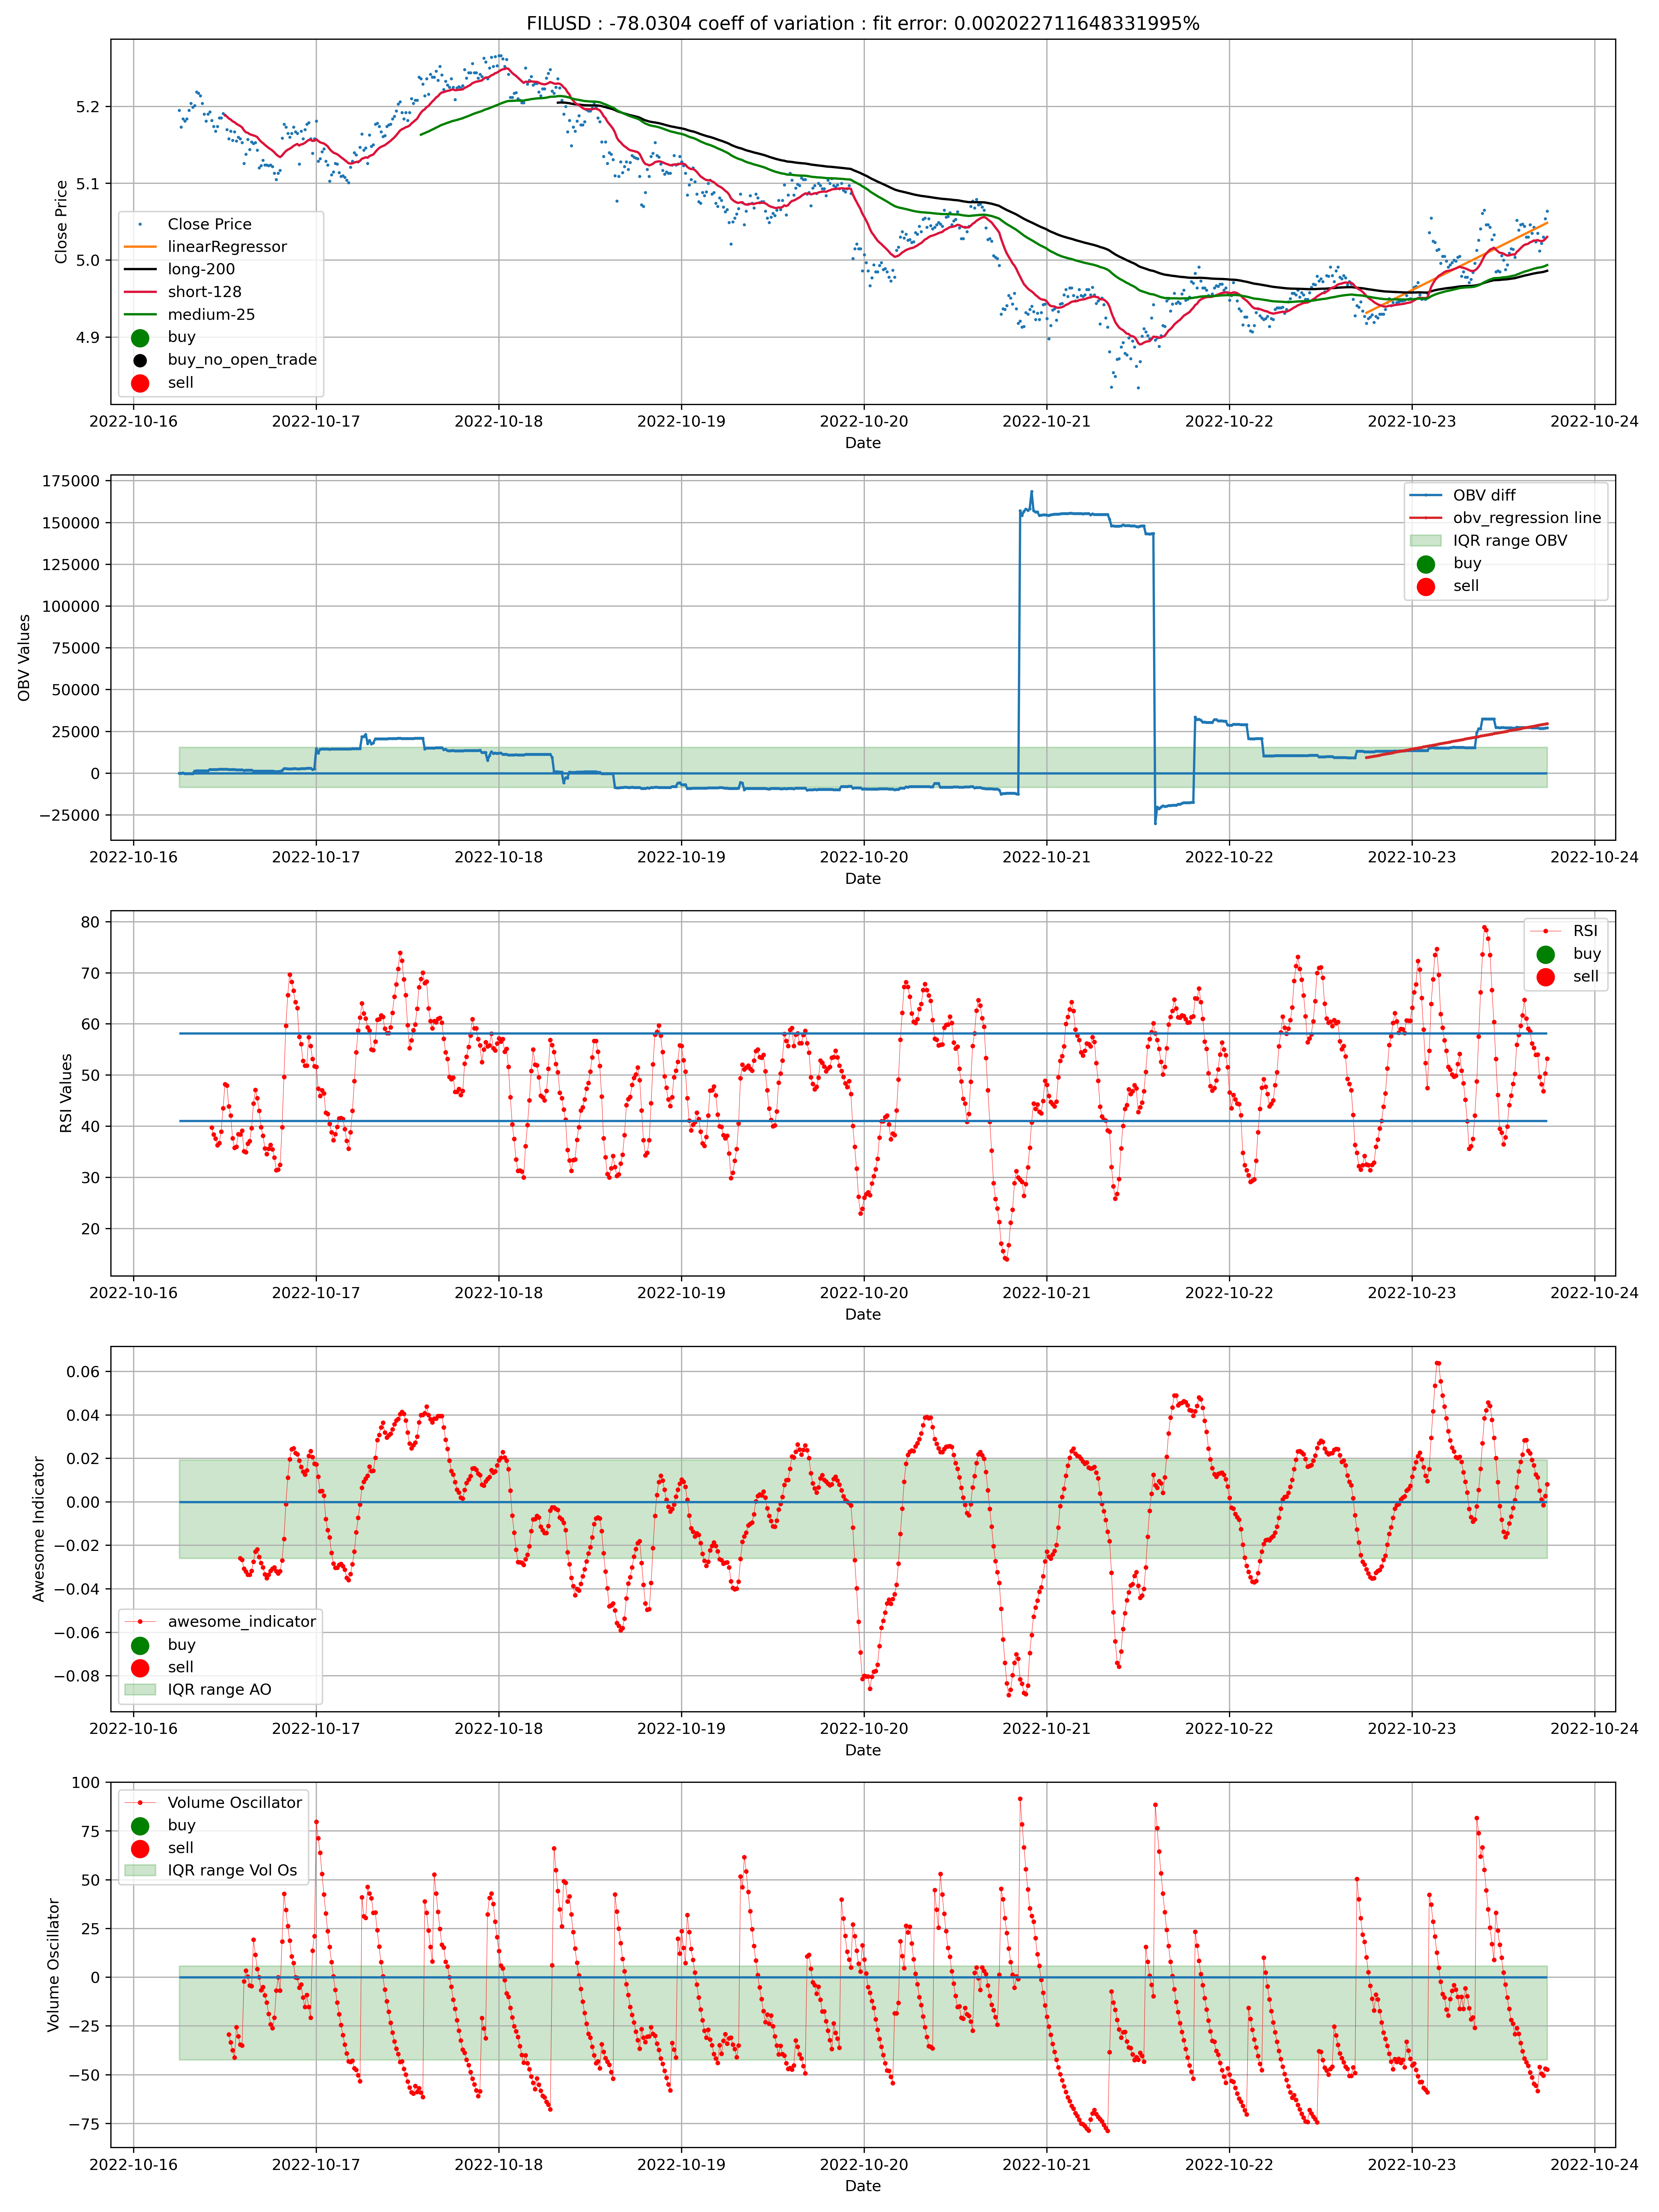 FILUSD : -78.0304 coeff of variation : fit error: 0.002022711648331995%
5.2
5.1
5.0
4.9
Close Price
Close Price
linearRegressor
long-200
short-128
medium-25
buy
buy_no_open_trade
sell
2022-10-16 2022-10-17 2022-10-18 2022-10-19 2022-10-20 2022-10-21 2022-10-22 2022-10-23 2022-10-24
Date
175000
150000
125000
100000
75000
50000
25000
0
−25000
OBV Values
OBV diff
obv_regression line
IQR range OBV
buy
sell
2022-10-16 2022-10-17 2022-10-18 2022-10-19 2022-10-20 2022-10-21 2022-10-22 2022-10-23 2022-10-24
Date
80
70
60
50
40
30
20
RSI Values
RSI
buy
sell
2022-10-16 2022-10-17 2022-10-18 2022-10-19 2022-10-20 2022-10-21 2022-10-22 2022-10-23 2022-10-24
Date
0.06
0.04
0.02
0.00
−0.02
−0.04
−0.06
−0.08
Awesome Indicator
awesome_indicator
buy
sell
IQR range AO
2022-10-16 2022-10-17 2022-10-18 2022-10-19 2022-10-20 2022-10-21 2022-10-22 2022-10-23 2022-10-24
Date
100
75
50
25
0
−25
−50
−75
Volume Oscillator
Volume Oscillator
buy
sell
IQR range Vol Os
2022-10-16 2022-10-17 2022-10-18 2022-10-19 2022-10-20 2022-10-21 2022-10-22 2022-10-23 2022-10-24
Date